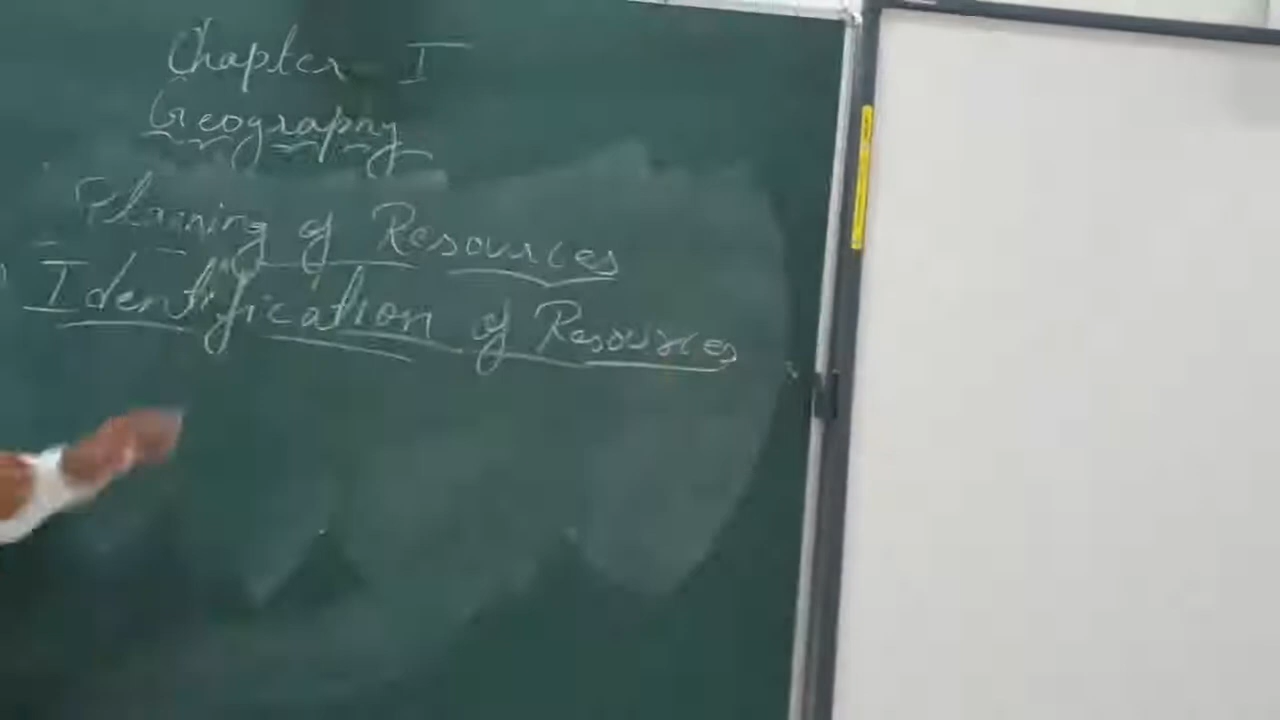 Chapter - I
Geography
Planning of Resources
Identification of Resources